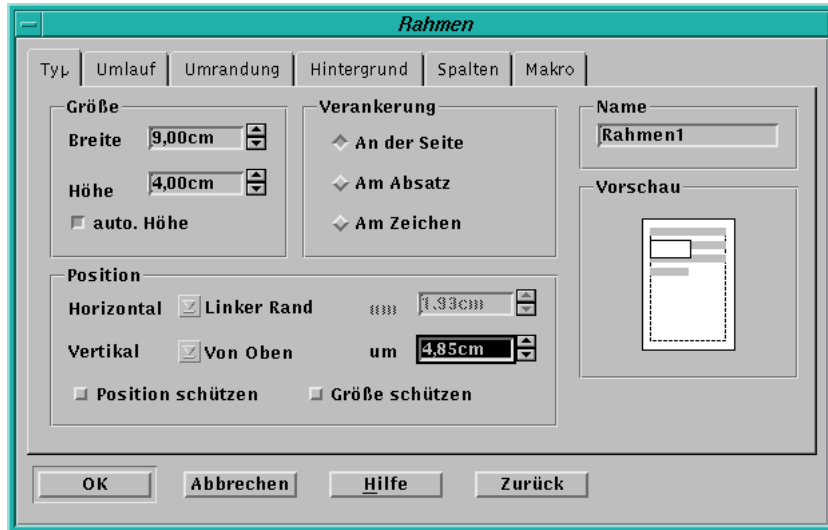 Rahmen
Typ Umlauf Umrandung Hintergrund Spalten Makro
Größe
Breite 9,00cm
Höhe 4,00cm
auto. Höhe
Verankerung
An der Seite
Am Absatz
Am Zeichen
Name
Rahmen1
Vorschau
Position
Horizontal Linker Rand um 1.93cm
Vertikal Von Oben um 4,85cm
Position schützen Größe schützen
OK Abbrechen Hilfe Zurück